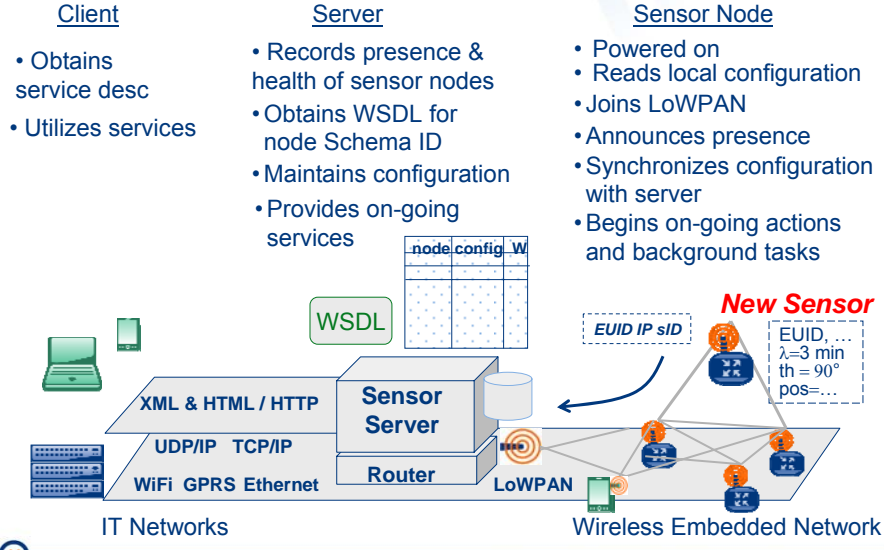 Client
• Obtains
service desc
• Utilizes services
Server
• Records presence &
health of sensor nodes
• Obtains WSDL for
node Schema ID
• Maintains configuration
• Provides on-going
services
Sensor Node
• Powered on
• Reads local configuration
• Joins LoWPAN
• Announces presence
• Synchronizes configuration
with server
• Begins on-going actions
and background tasks
node config W
New Sensor
WSDL
EUID IP sID
EUID, …
λ=3 min
th = 90°
pos=…
XML & HTML / HTTP
Sensor
Server
UDP/IP TCP/IP
Router
WiFi GPRS Ethernet
LoWPAN
IT Networks
Wireless Embedded Network